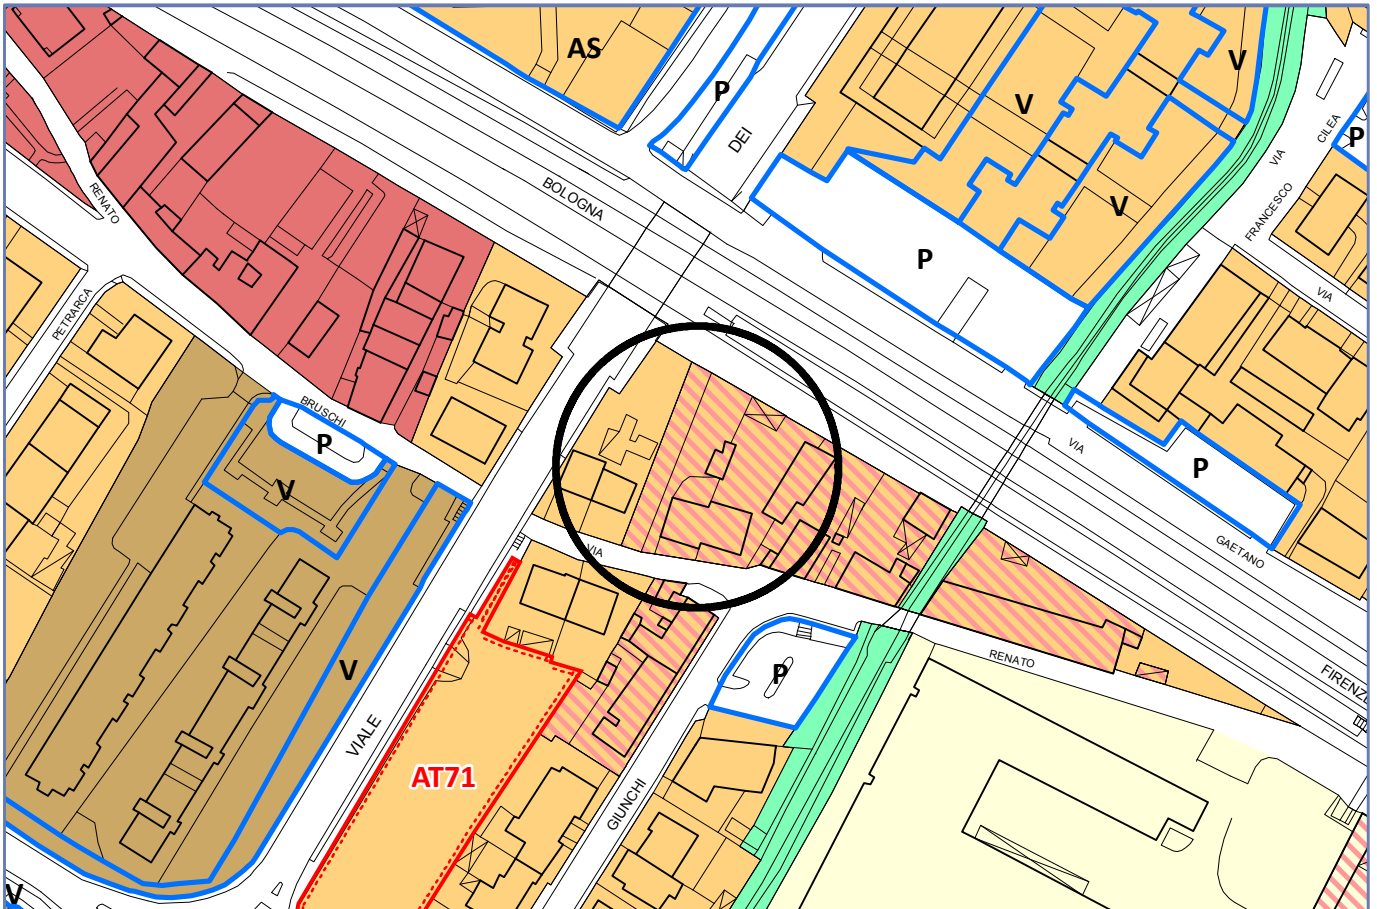 AS
V
P
V
CILEA
P
DEI
VIA
RENATO
BOLOGNA
V
FRANCESCO
P
PETRARCA
VIA
BRUSCHI
P
VIA
P
V
VIA
GAETANO
RENATO
V
P
FIRENZE
VIALE
AT71
GIUNCHI
V